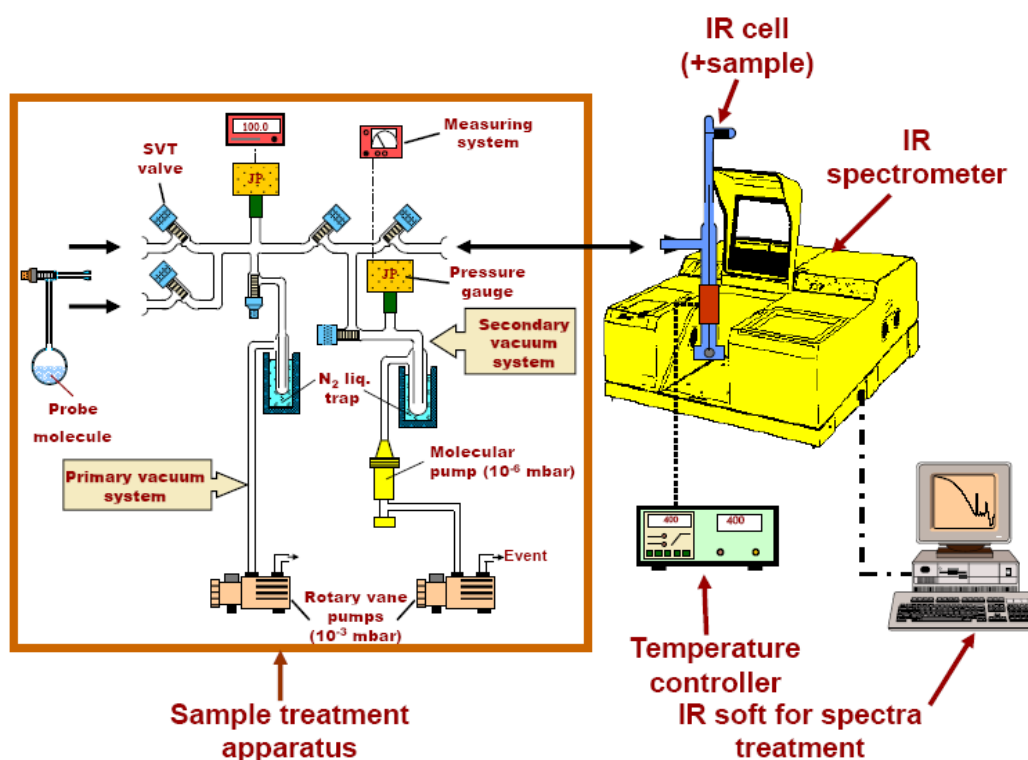 IR cell
(+sample)
100.0
Measuring
system
SVT
valve
JP
IR
spectrometer
JP
Pressure
gauge
Secondary
vacuum
system
N₂ liq.
trap
Probe
molecule
Molecular
pump (10⁻⁶ mbar)
Primary vacuum
system
400
400
Event
Rotary vane
pumps
(10⁻³ mbar)
Temperature
controller
Sample treatment
apparatus
IR soft for spectra
treatment